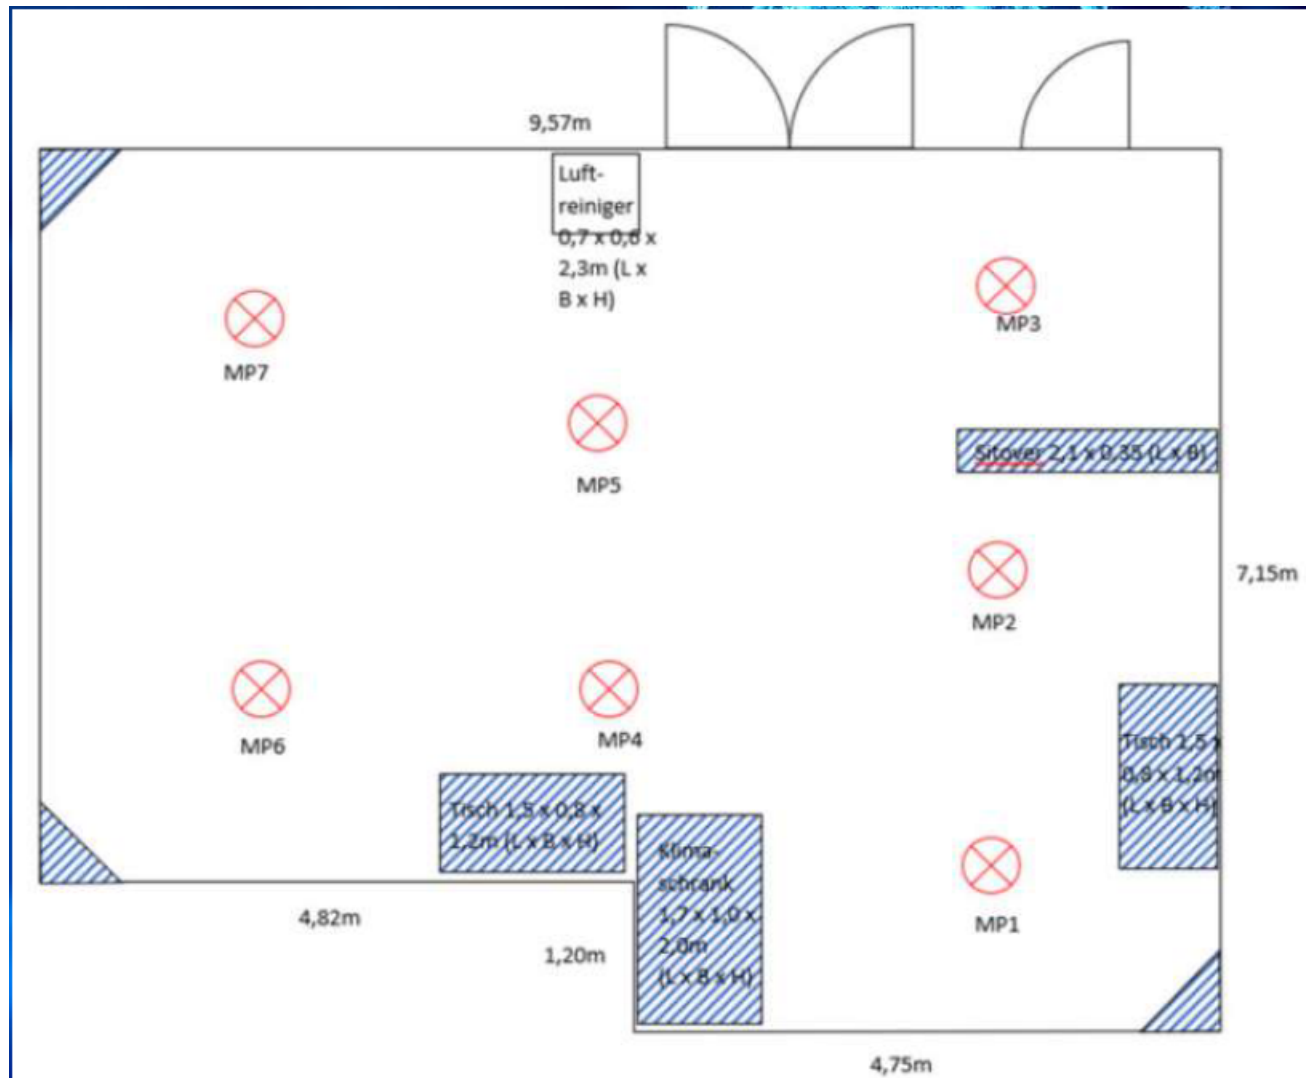 9,57m
Luft-
reiniger
0,7 x 0,6 x
2,3m (L x
B x H)
MP3
MP7
Sitover 2,1 x 0,35 (L x B)
MP5
7,15m
MP2
MP6
MP4
Tisch 1,5 x
0,8 x 1,2m
(L x B x H)
Tisch 1,5 x 0,8 x
1,2m (L x B x H)
Klima-
schrank
1,7 x 1,0 x
2,0m
(L x B x H)
MP1
4,82m
1,20m
4,75m